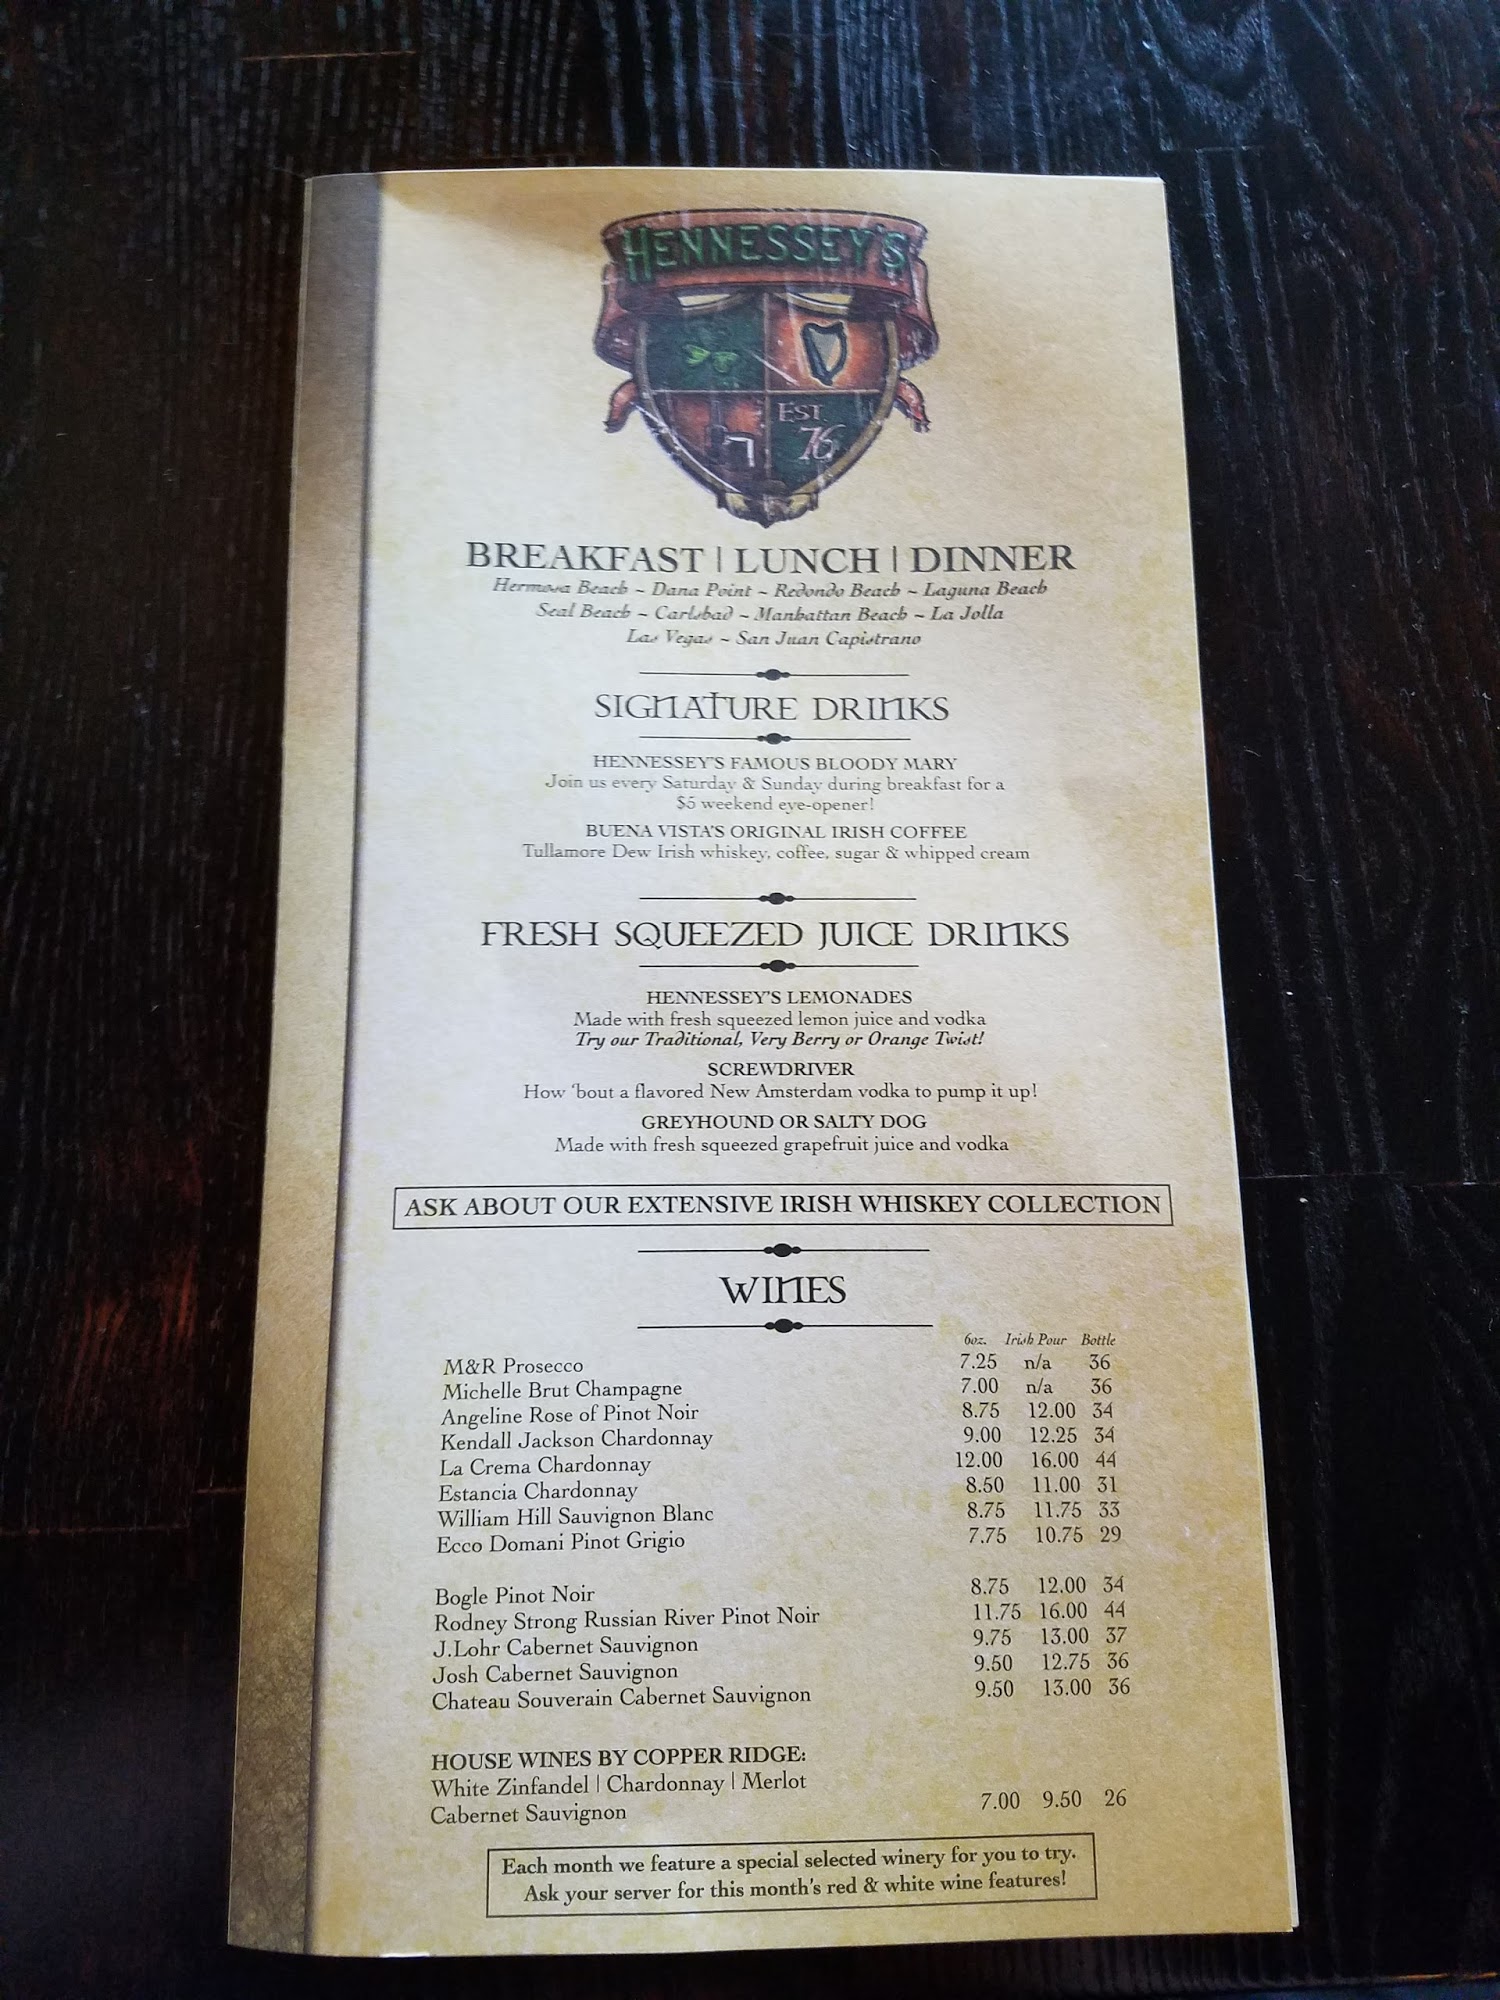 HENNESSEY'S
EST.
76
BREAKFAST | LUNCH | DINNER
Hermosa Beach ~ Dana Point ~ Redondo Beach ~ Laguna Beach
Seal Beach ~ Carlsbad ~ Manhattan Beach ~ La Jolla
Las Vegas ~ San Juan Capistrano
SIGNATURE DRINKS
HENNESSEY'S FAMOUS BLOODY MARY
Join us every Saturday & Sunday during breakfast for a
$5 weekend eye-opener!
BUENA VISTA'S ORIGINAL IRISH COFFEE
Tullamore Dew Irish whiskey, coffee, sugar & whipped cream
FRESH SQUEEZED JUICE DRINKS
HENNESSEY'S LEMONADES
Made with fresh squeezed lemon juice and vodka
Try our Traditional, Very Berry or Orange Twist!
SCREWDRIVER
How 'bout a flavored New Amsterdam vodka to pump it up!
GREYHOUND OR SALTY DOG
Made with fresh squeezed grapefruit juice and vodka
ASK ABOUT OUR EXTENSIVE IRISH WHISKEY COLLECTION
WINES
6oz. Irish Pour Bottle
M&R Prosecco 7.25 n/a 36
Michelle Brut Champagne 7.00 n/a 36
Angeline Rose of Pinot Noir 8.75 12.00 34
Kendall Jackson Chardonnay 9.00 12.25 34
La Crema Chardonnay 12.00 16.00 44
Estancia Chardonnay 8.50 11.00 31
William Hill Sauvignon Blanc 8.75 11.75 33
Ecco Domani Pinot Grigio 7.75 10.75 29
Bogle Pinot Noir 8.75 12.00 34
Rodney Strong Russian River Pinot Noir 11.75 16.00 44
J.Lohr Cabernet Sauvignon 9.75 13.00 37
Josh Cabernet Sauvignon 9.50 12.75 36
Chateau Souverain Cabernet Sauvignon 9.50 13.00 36
HOUSE WINES BY COPPER RIDGE:
White Zinfandel | Chardonnay | Merlot
Cabernet Sauvignon 7.00 9.50 26
Each month we feature a special selected winery for you to try.
Ask your server for this month's red & white wine features!